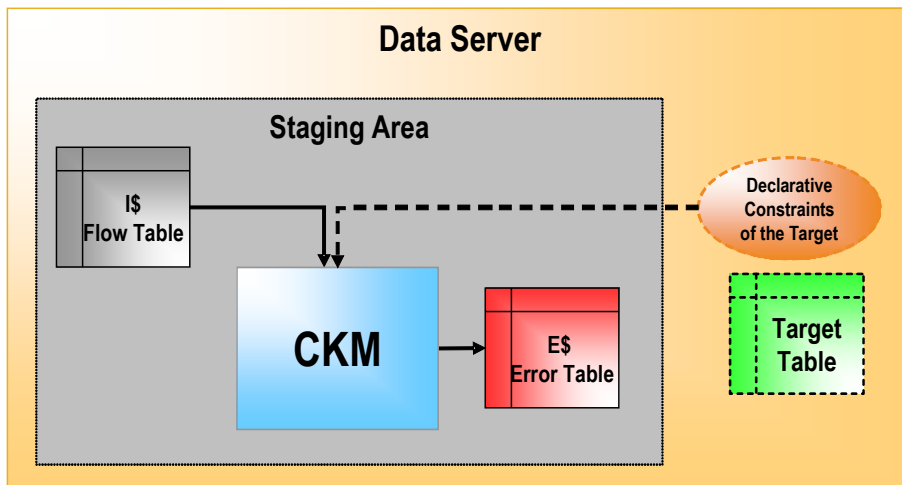 Data Server
Staging Area
I$
Flow Table
Declarative
Constraints
of the Target
CKM
E$
Error Table
Target
Table